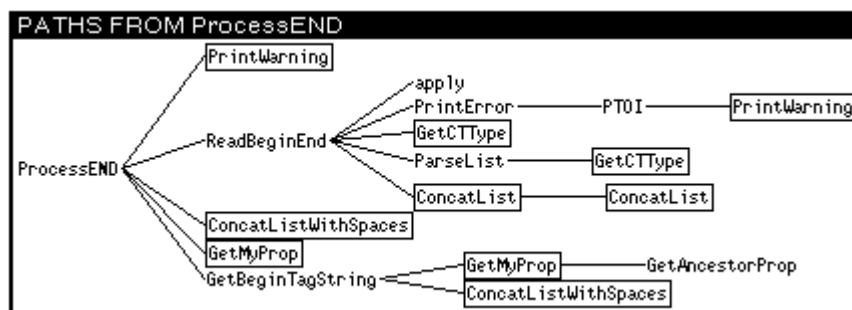 PATHS FROM ProcessEND
PrintWarning
apply
PrintError PTOI PrintWarning
GetCTType
ReadBeginEnd
ParseList GetCTType
ProcessEND
ConcatList ConcatList
ConcatListWithSpaces
GetMyProp
GetMyProp GetAncestorProp
GetBeginTagString
ConcatListWithSpaces